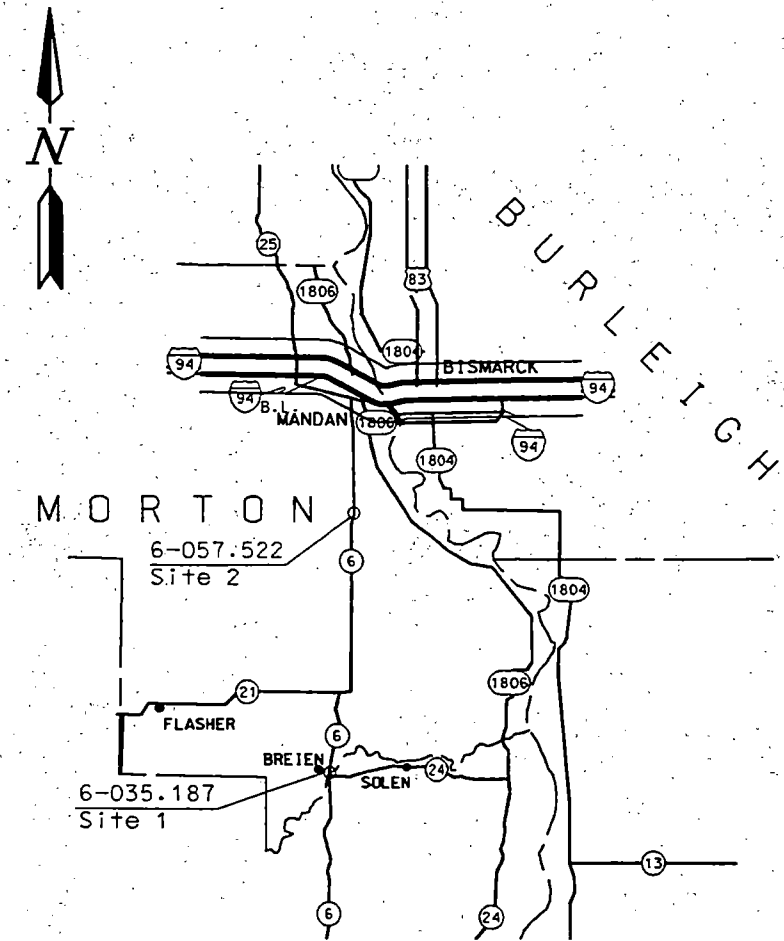 N
BURLEIGH
25
1806
83
1804
94
BISMARCK
94
94
B.L.
MANDAN
1806
94
1804
MORTON
6-057.522
Site 2
6
1804
21
1806
FLASHER
6
BREIEN
SOLEN
24
6-035.187
Site 1
13
6
24